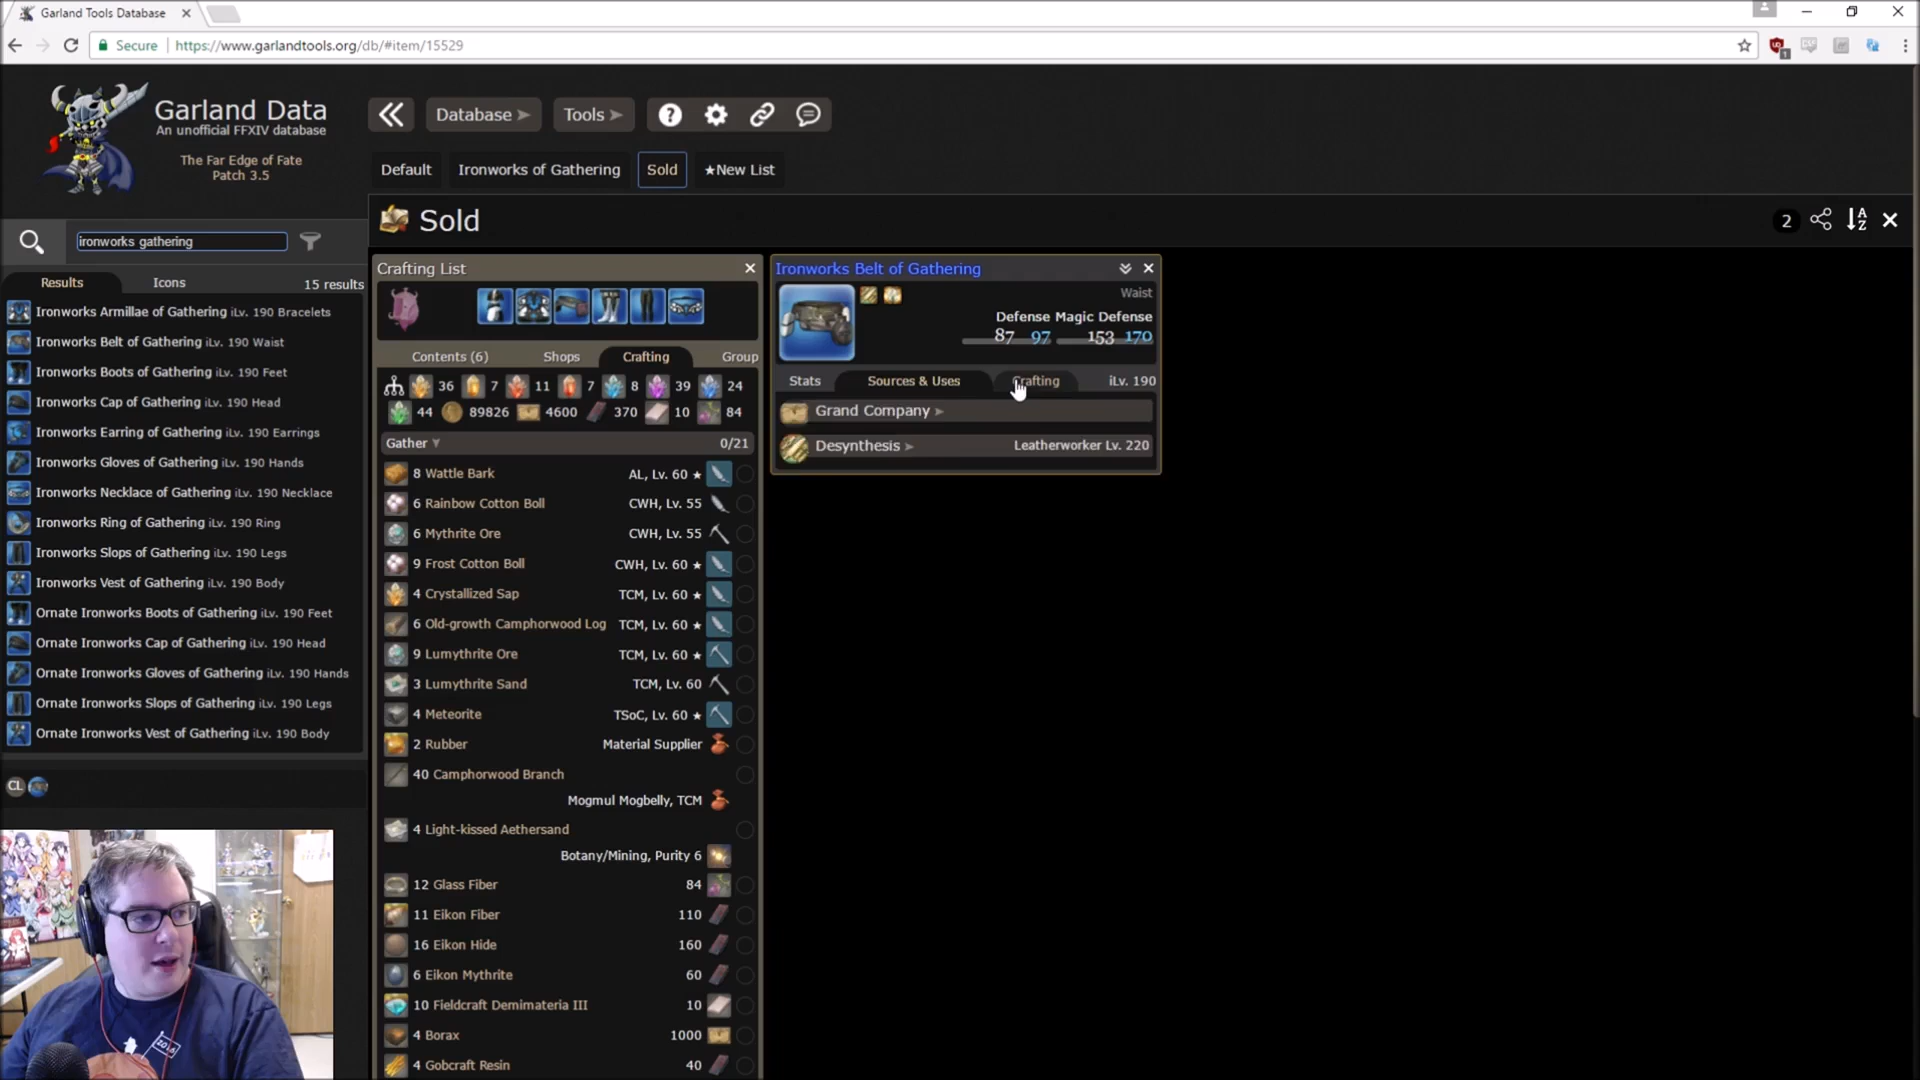 Garland Tools Database
Secure
https://www.garlandtools.org/db/#item/15529
Garland Data
An unofficial FFXIV database
The Far Edge of Fate
Patch 3.5
Database
Tools
Default
Ironworks of Gathering
Sold
★New List
Sold
2
ironworks gathering
Results
Icons
15 results
Ironworks Armillae of Gathering iLv. 190 Bracelets
Ironworks Belt of Gathering iLv. 190 Waist
Ironworks Boots of Gathering iLv. 190 Feet
Ironworks Cap of Gathering iLv. 190 Head
Ironworks Earring of Gathering iLv. 190 Earrings
Ironworks Gloves of Gathering iLv. 190 Hands
Ironworks Necklace of Gathering iLv. 190 Necklace
Ironworks Ring of Gathering iLv. 190 Ring
Ironworks Slops of Gathering iLv. 190 Legs
Ironworks Vest of Gathering iLv. 190 Body
Ornate Ironworks Boots of Gathering iLv. 190 Feet
Ornate Ironworks Cap of Gathering iLv. 190 Head
Ornate Ironworks Gloves of Gathering iLv. 190 Hands
Ornate Ironworks Slops of Gathering iLv. 190 Legs
Ornate Ironworks Vest of Gathering iLv. 190 Body
CL
Crafting List
Contents (6)
Shops
Crafting
Group
36 7 11 7 8 39 24
44 89826 4600 370 10 84
Gather
0/21
8 Wattle Bark AL, Lv. 60 ★
6 Rainbow Cotton Boll CWH, Lv. 55
6 Mythrite Ore CWH, Lv. 55
9 Frost Cotton Boll CWH, Lv. 60 ★
4 Crystallized Sap TCM, Lv. 60 ★
6 Old-growth Camphorwood Log TCM, Lv. 60 ★
9 Lumythrite Ore TCM, Lv. 60 ★
3 Lumythrite Sand TCM, Lv. 60
4 Meteorite TSoC, Lv. 60 ★
2 Rubber Material Supplier
40 Camphorwood Branch
Mogmul Mogbelly, TCM
4 Light-kissed Aethersand
Botany/Mining, Purity 6
12 Glass Fiber 84
11 Eikon Fiber 110
16 Eikon Hide 160
6 Eikon Mythrite 60
10 Fieldcraft Demimateria III 10
4 Borax 1000
4 Gobcraft Resin 40
Ironworks Belt of Gathering
Waist
Defense Magic Defense
87 97 153 170
Stats
Sources & Uses
Crafting
iLv. 190
Grand Company
Desynthesis
Leatherworker Lv. 220
2016